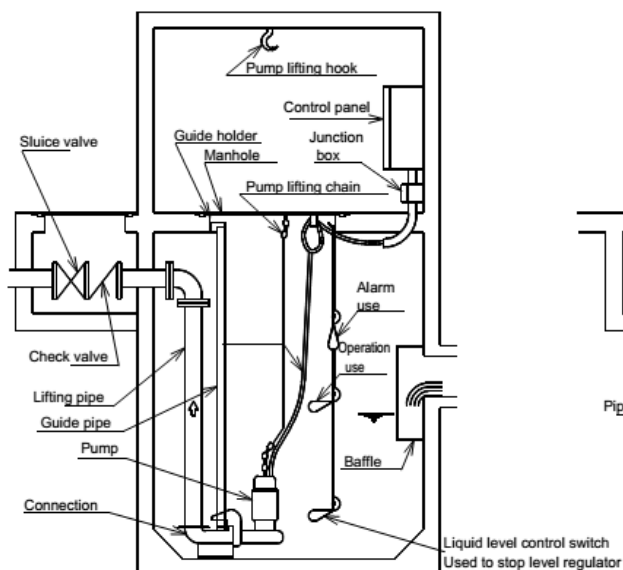 Pump lifting hook
Control panel
Guide holder
Junction
box
Sluice valve
Manhole
Pump lifting chain
Alarm
use
Operation
use
Check valve
Lifting pipe
Guide pipe
Pump
Baffle
Connection
Liquid level control switch
Used to stop level regulator